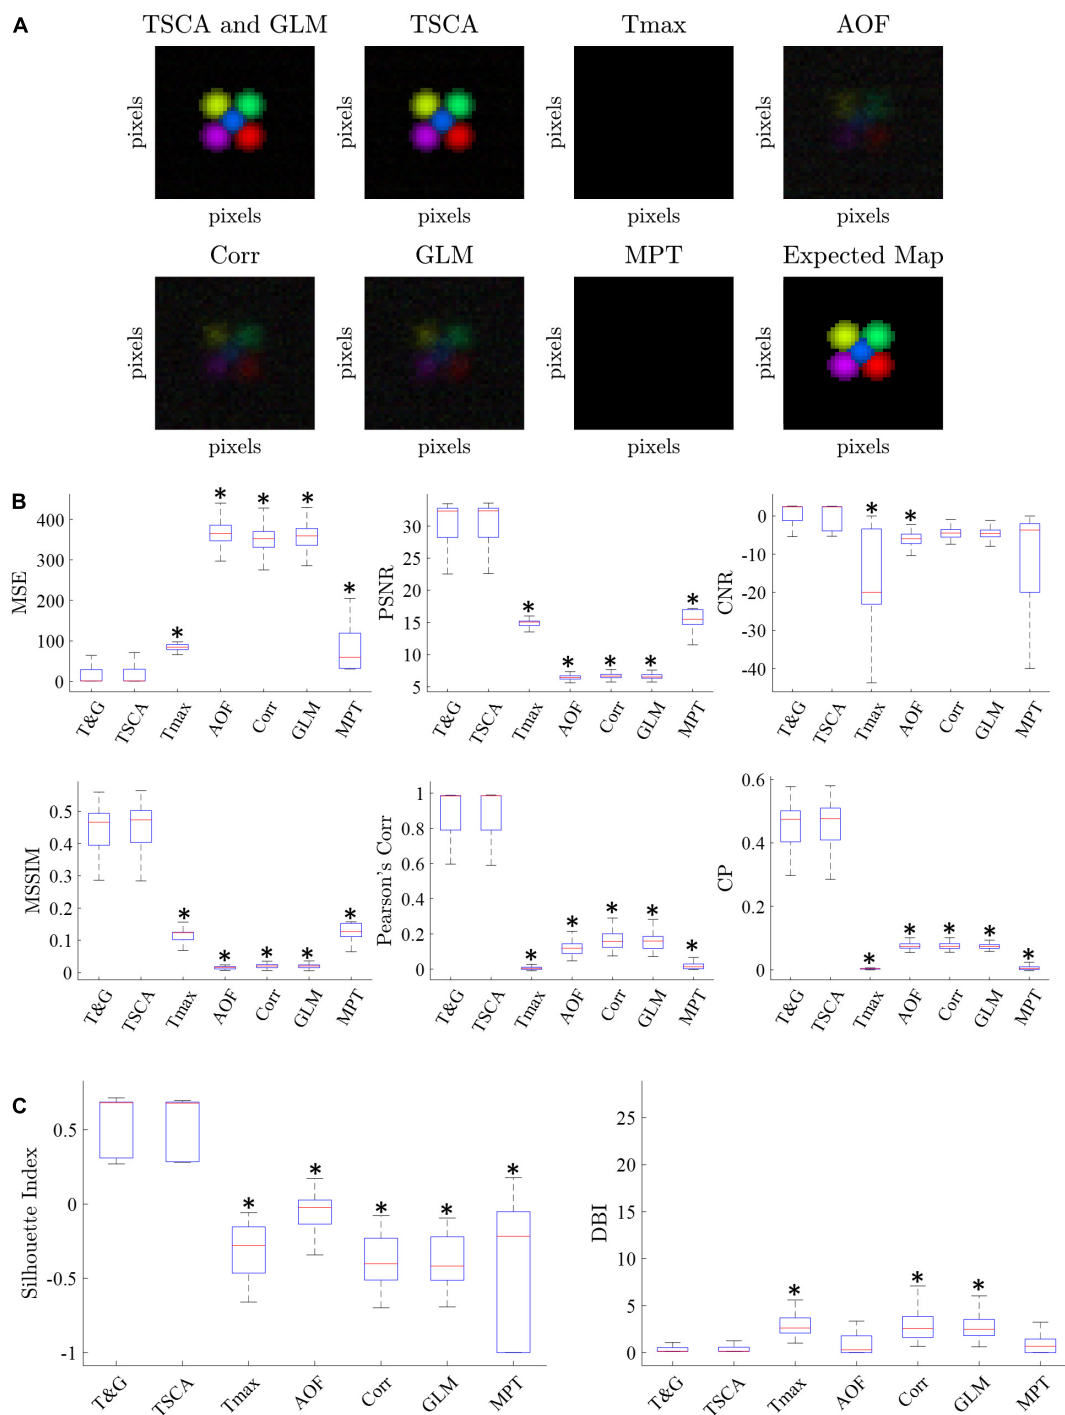 A
TSCA and GLM
TSCA
Tmax
AOF
pixels
pixels
pixels
pixels
pixels
pixels
pixels
pixels
Corr
GLM
MPT
Expected Map
pixels
pixels
pixels
pixels
pixels
pixels
pixels
pixels
B
MSE
400
300
200
100
0
T&G
TSCA
Tmax
AOF
Corr
GLM
MPT
* * * * *
PSNR
30
25
20
15
10
5
T&G
TSCA
Tmax
AOF
Corr
GLM
MPT
* * * * *
CNR
0
-10
-20
-30
-40
T&G
TSCA
Tmax
AOF
Corr
GLM
MPT
* *
MSSIM
0.5
0.4
0.3
0.2
0.1
0
T&G
TSCA
Tmax
AOF
Corr
GLM
MPT
* * * * *
Pearson's Corr
1
0.8
0.6
0.4
0.2
0
T&G
TSCA
Tmax
AOF
Corr
GLM
MPT
* * * * *
CP
0.6
0.4
0.2
0
T&G
TSCA
Tmax
AOF
Corr
GLM
MPT
* * * * *
C
Silhouette Index
0.5
0
-0.5
-1
T&G
TSCA
Tmax
AOF
Corr
GLM
MPT
* * * * *
DBI
25
20
15
10
5
0
T&G
TSCA
Tmax
AOF
Corr
GLM
MPT
* * *